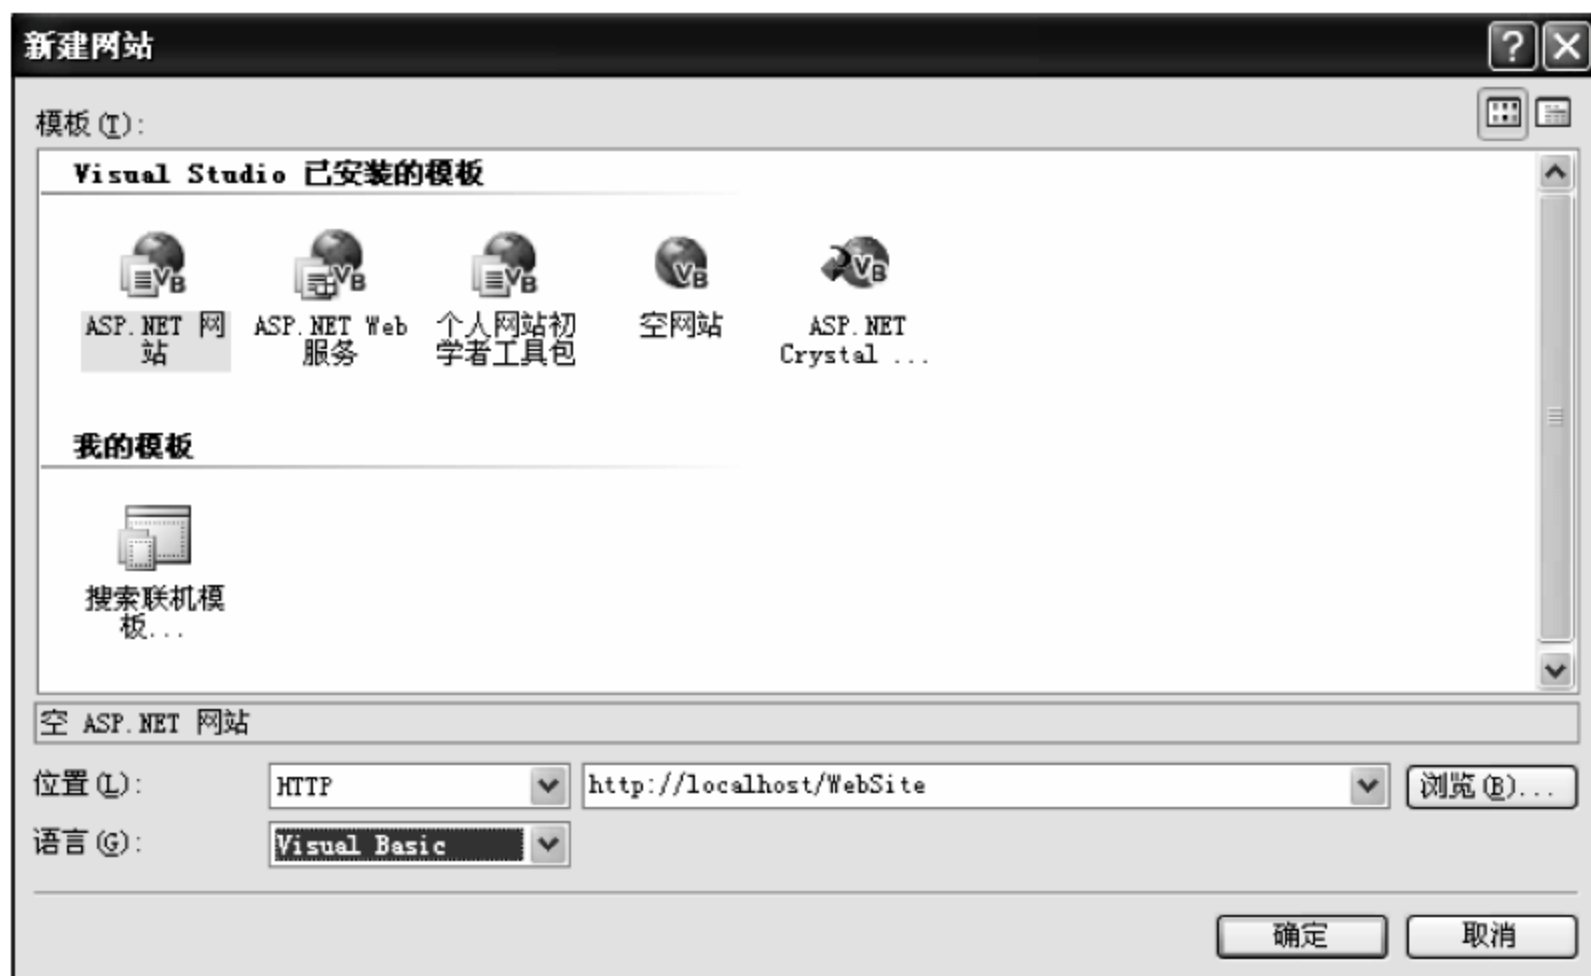 新建网站
模板(T):
Visual Studio 已安装的模板
ASP.NET 网站
ASP.NET Web 服务
个人网站初学者工具包
空网站
ASP.NET Crystal ...
我的模板
搜索联机模板...
空 ASP.NET 网站
位置(L): HTTP http://localhost/WebSite 浏览(B)...
语言(G): Visual Basic
确定 取消